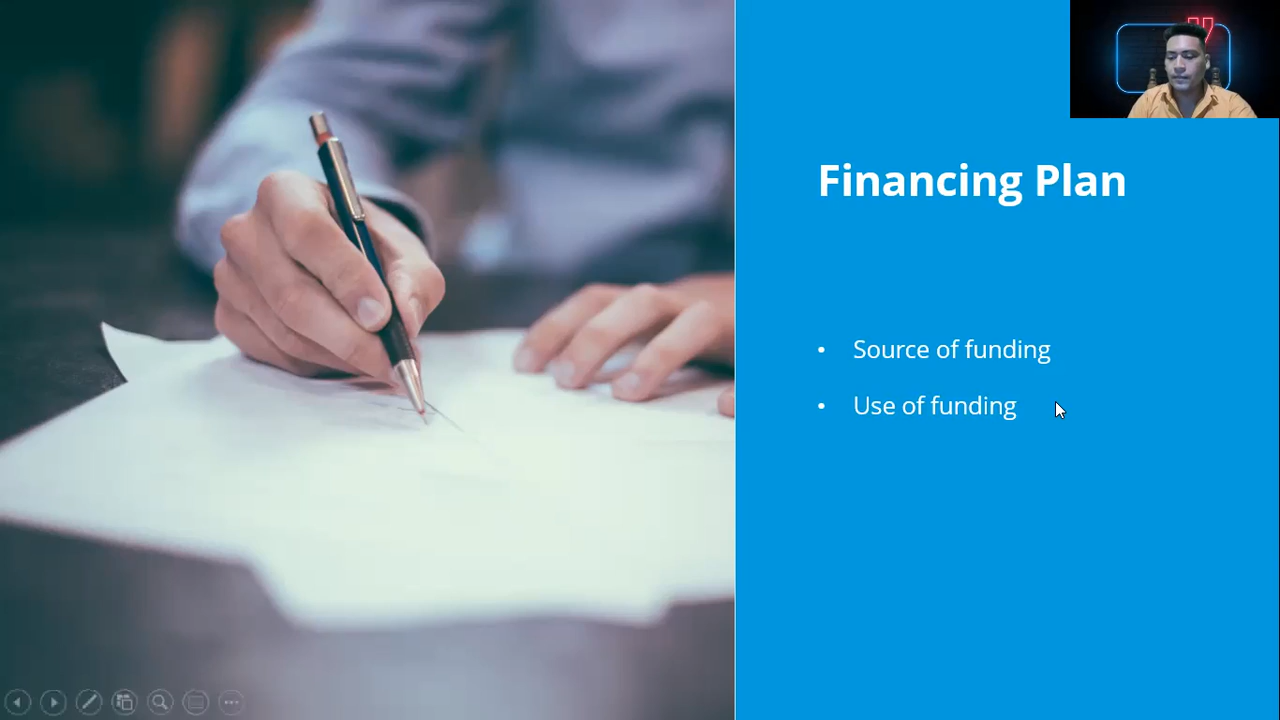 Financing Plan
• Source of funding
• Use of funding